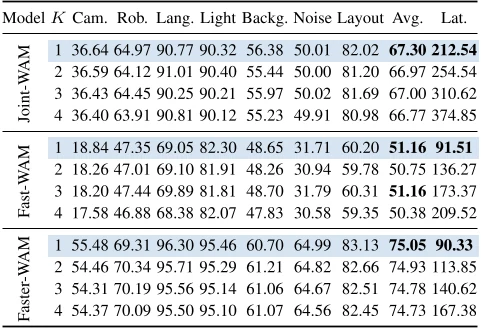 Model K Cam. Rob. Lang. Light Backg. Noise Layout Avg. Lat.
Joint-WAM
1 36.64 64.97 90.77 90.32 56.38 50.01 82.02 67.30 212.54
2 36.59 64.12 91.01 90.40 55.44 50.00 81.20 66.97 254.54
3 36.43 64.45 90.25 90.21 55.97 50.02 81.69 67.00 310.62
4 36.40 63.91 90.81 90.12 55.23 49.91 80.98 66.77 374.85
Fast-WAM
1 18.84 47.35 69.05 82.30 48.65 31.71 60.20 51.16 91.51
2 18.26 47.01 69.10 81.91 48.26 30.94 59.78 50.75 136.27
3 18.20 47.44 69.89 81.81 48.70 31.79 60.31 51.16 173.37
4 17.58 46.88 68.38 82.07 47.83 30.58 59.35 50.38 209.52
Faster-WAM
1 55.48 69.31 96.30 95.46 60.70 64.99 83.13 75.05 90.33
2 54.46 70.34 95.71 95.29 61.21 64.82 82.66 74.93 113.85
3 54.31 70.19 95.56 95.14 61.06 64.67 82.51 74.78 140.62
4 54.37 70.09 95.50 95.10 61.07 64.56 82.45 74.73 167.38